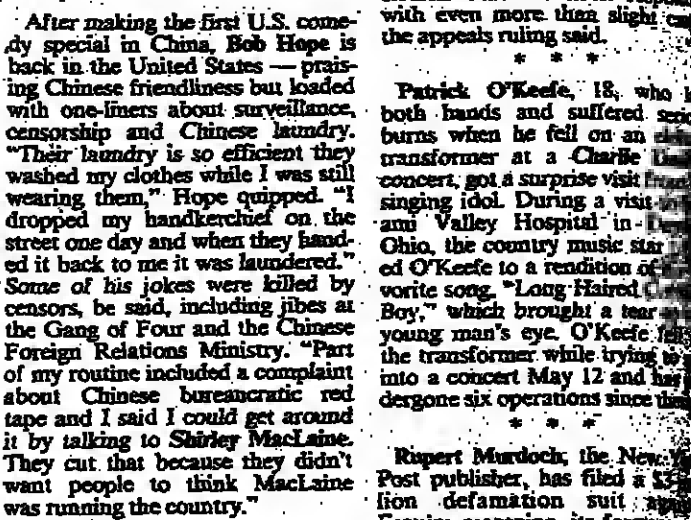 After making the first U.S. come-
dy special in China, Bob Hope is
back in the United States — prais-
ing Chinese friendliness but loaded
with one-liners about surveillance,
censorship and Chinese laundry.
"Their laundry is so efficient they
washed my clothes while I was still
wearing them," Hope quipped. "I
dropped my handkerchief on the
street one day and when they hand-
ed it back to me it was laundered."
Some of his jokes were killed by
censors, he said, including jibes at
the Gang of Four and the Chinese
Foreign Relations Ministry. "Part
of my routine included a complaint
about Chinese bureaucratic red
tape and I said I could get around
it by talking to Shirley MacLaine.
They cut that because they didn't
want people to think MacLaine
was running the country."
with even more than slight
the appeals ruling said.
* * *
Patrick O'Keefe, 18, who
both hands and suffered
burns when he fell on an
transformer at a Charlie
concert, got a surprise visit
singing idol. During a visit
ami Valley Hospital in
Ohio, the country music star
ed O'Keefe to a rendition of
vorite song, "Long Haired
Boy," which brought a tear
young man's eye. O'Keefe fell
the transformer while trying to
into a concert May 12 and has
dergone six operations since
* * *
Rupert Murdoch, the New
Post publisher, has filed a
lion defamation suit